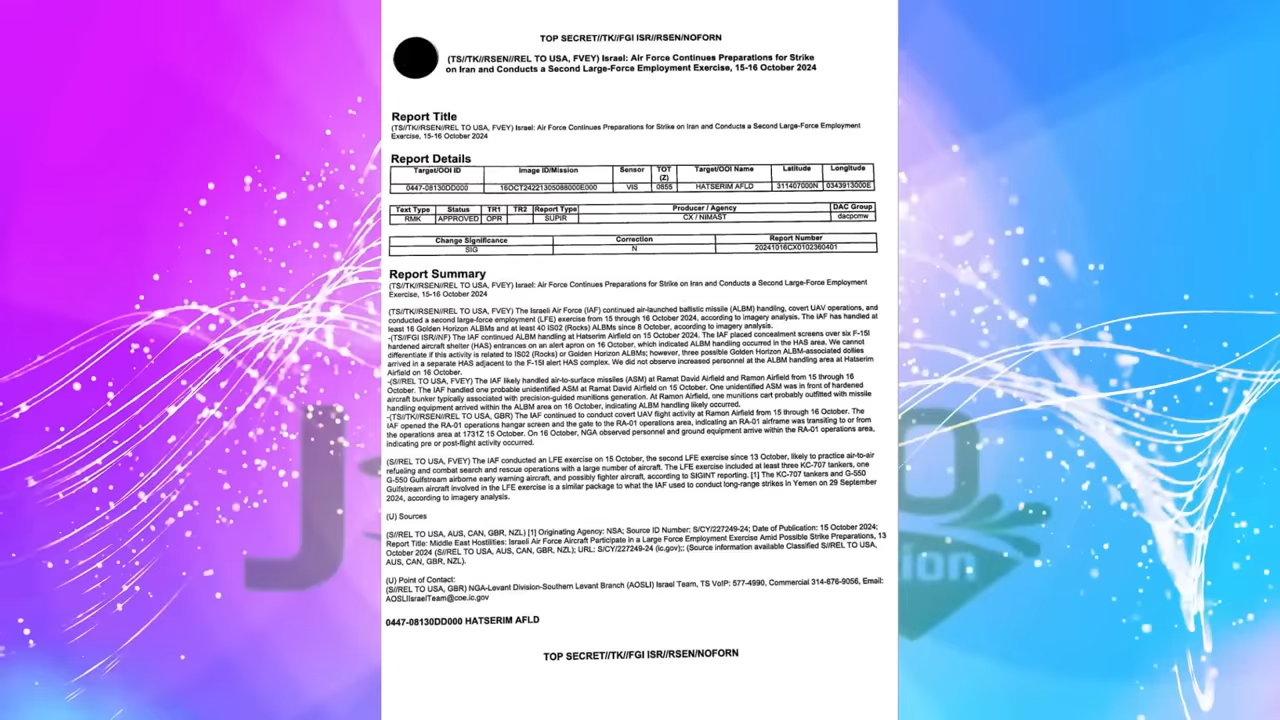 TOP SECRET//TK//FGI ISR//RSEN/NOFORN
(TS//TK//RSEN//REL TO USA, FVEY) Israel: Air Force Continues Preparations for Strike
on Iran and Conducts a Second Large-Force Employment Exercise, 15-16 October 2024
Report Title
(TS//TK//RSEN//REL TO USA, FVEY) Israel: Air Force Continues Preparations for Strike on Iran and Conducts a Second Large-Force Employment
Exercise, 15-16 October 2024
Report Details
Target/OOI ID Image ID/Mission Sensor TOT (Z) Target/OOI Name Latitude Longitude
0447-08130DD000 16OCT24221305088000E000 VIS 0855 HATSERIM AFLD 311407000N 0343913000E
Text Type Status TR1 TR2 Report Type Producer / Agency DAC Group
RMK APPROVED OPR SUPIR CX / NIMAST dacpcmw
Change Significance Correction Report Number
SIG N 20241016CX0102360401
Report Summary
(TS//TK//RSEN//REL TO USA, FVEY) Israel: Air Force Continues Preparations for Strike on Iran and Conducts a Second Large-Force Employment
Exercise, 15-16 October 2024
(TS//TK//RSEN//REL TO USA, FVEY) The Israeli Air Force (IAF) continued air-launched ballistic missile (ALBM) handling, covert UAV operations, and
conducted a second large-force employment (LFE) exercise from 15 through 16 October 2024, according to imagery analysis. The IAF has handled at
least 16 Golden Horizon ALBMs and at least 40 IS02 (Rocks) ALBMs since 8 October, according to imagery analysis.
-(TS//FGI ISR//NF) The IAF continued ALBM handling at Hatserim Airfield on 15 October 2024. The IAF placed concealment screens over six F-15I
hardened aircraft shelter (HAS) entrances on an alert apron on 16 October, which indicated ALBM handling occurred in the HAS area. We cannot
differentiate if this activity is related to IS02 (Rocks) or Golden Horizon ALBMs; however, three possible Golden Horizon ALBM-associated dollies
arrived in a separate HAS adjacent to the F-15I alert HAS complex. We did not observe increased personnel at the ALBM handling area at Hatserim
Airfield on 16 October.
-(S//REL TO USA, FVEY) The IAF likely handled air-to-surface missiles (ASM) at Ramat David Airfield and Ramon Airfield from 15 through 16
October. The IAF handled one probable unidentified ASM at Ramat David Airfield on 15 October. One unidentified ASM was in front of hardened
aircraft bunker typically associated with precision-guided munitions generation. At Ramon Airfield, one munitions cart probably outfitted with missile
handling equipment arrived within the ALBM area on 16 October, indicating ALBM handling likely occurred.
-(TS//TK//RSEN//REL TO USA, GBR) The IAF continued to conduct covert UAV flight activity at Ramon Airfield from 15 through 16 October. The
IAF opened the RA-01 operations hangar screen and the gate to the RA-01 operations area, indicating an RA-01 airframe was transiting to or from
the operations area at 1731Z 15 October. On 16 October, NGA observed personnel and ground equipment arrive within the RA-01 operations area,
indicating pre or post-flight activity occurred.
(S//REL TO USA, FVEY) The IAF conducted an LFE exercise on 15 October, the second LFE exercise since 13 October, likely to practice air-to-air
refueling and combat search and rescue operations with a large number of aircraft. The LFE exercise included at least three KC-707 tankers, one
G-550 Gulfstream airborne early warning aircraft, and possibly fighter aircraft, according to SIGINT reporting. [1] The KC-707 tankers and G-550
Gulfstream aircraft involved in the LFE exercise is a similar package to what the IAF used to conduct long-range strikes in Yemen on 29 September
2024, according to imagery analysis.
(U) Sources
(S//REL TO USA, AUS, CAN, GBR, NZL) [1] Originating Agency: NSA; Source ID Number: S/CY/227249-24; Date of Publication: 15 October 2024;
Report Title: Middle East Hostilities: Israeli Air Force Aircraft Participate in a Large Force Employment Exercise Amid Possible Strike Preparations, 13
October 2024 (S//REL TO USA, AUS, CAN, GBR, NZL); URL: S/CY/227249-24 (ic.gov);; (Source information available Classified S//REL TO USA,
AUS, CAN, GBR, NZL).
(U) Point of Contact:
(S//REL TO USA, GBR) NGA-Levant Division-Southern Levant Branch (AOSLI) Israel Team, TS VoIP: 577-4990, Commercial 314-676-9056, Email:
AOSLIIsraelTeam@coe.ic.gov
0447-08130DD000 HATSERIM AFLD
TOP SECRET//TK//FGI ISR//RSEN/NOFORN